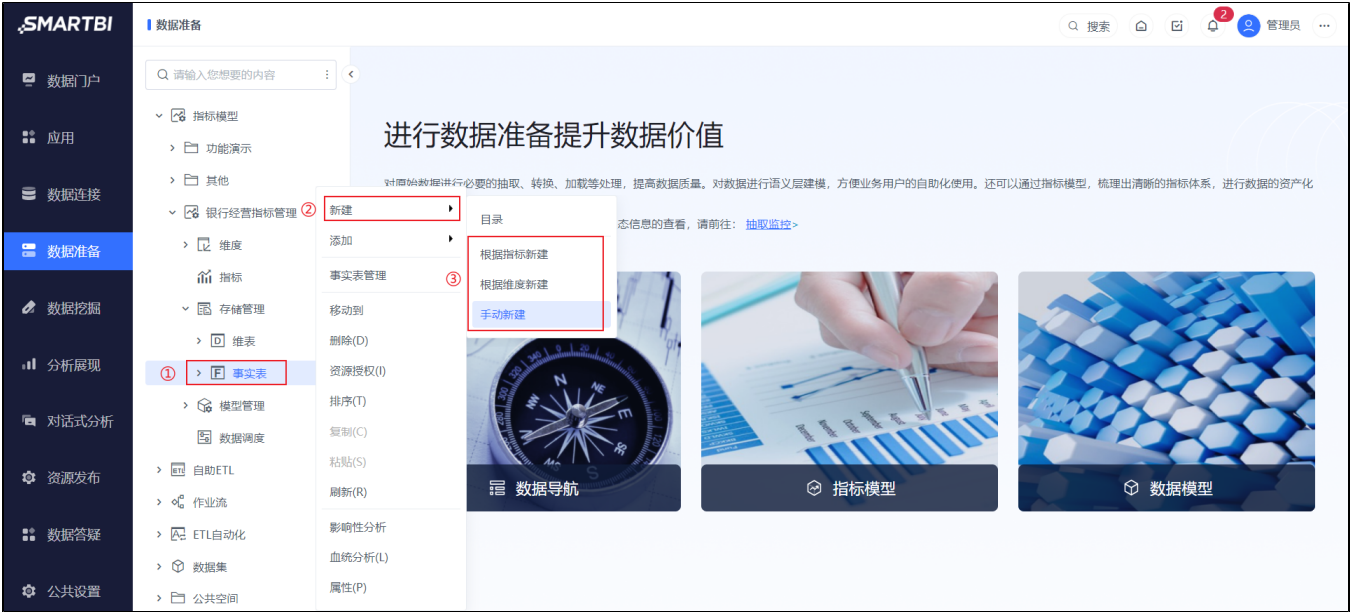 SMARTBI
数据准备
搜索
2
管理员
数据门户
应用
数据连接
数据准备
数据挖掘
分析展现
对话式分析
资源发布
数据答疑
公共设置
请输入您想要的内容
指标模型
功能演示
其他
银行经营指标管理
维度
指标
存储管理
D 维表
① F 事实表
模型管理
数据调度
ETL 自助ETL
作业流
ETL自动化
数据集
公共空间
② 新建
添加
事实表管理
移动到
删除(D)
资源授权(I)
排序(T)
复制(C)
粘贴(S)
刷新(R)
影响性分析
血统分析(L)
属性(P)
目录
③ 根据指标新建
根据维度新建
手动新建
进行数据准备提升数据价值
对原始数据进行必要的抽取、转换、加载等处理，提高数据质量。对数据进行语义层建模，方便业务用户的自助化使用。还可以通过指标模型，梳理出清晰的指标体系，进行数据的资产化
态信息的查看，请前往： 抽取监控>
数据导航
指标模型
数据模型